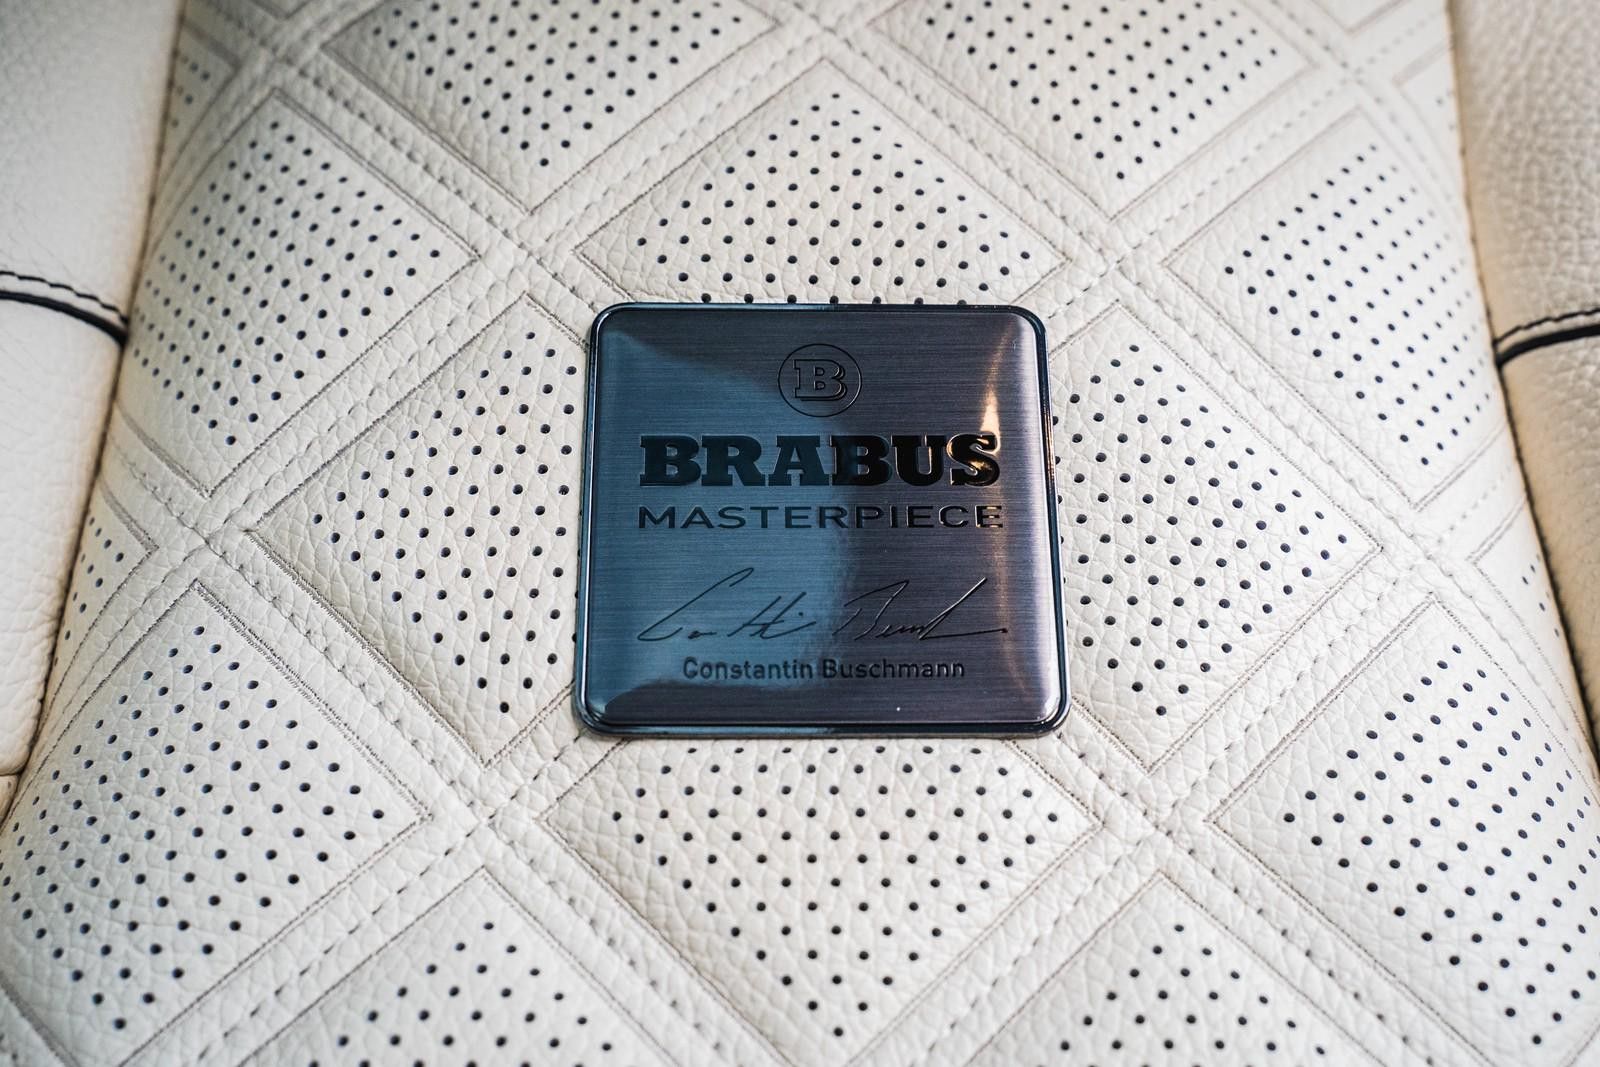 B
BRABUS
MASTERPIECE
Constantin Buschmann